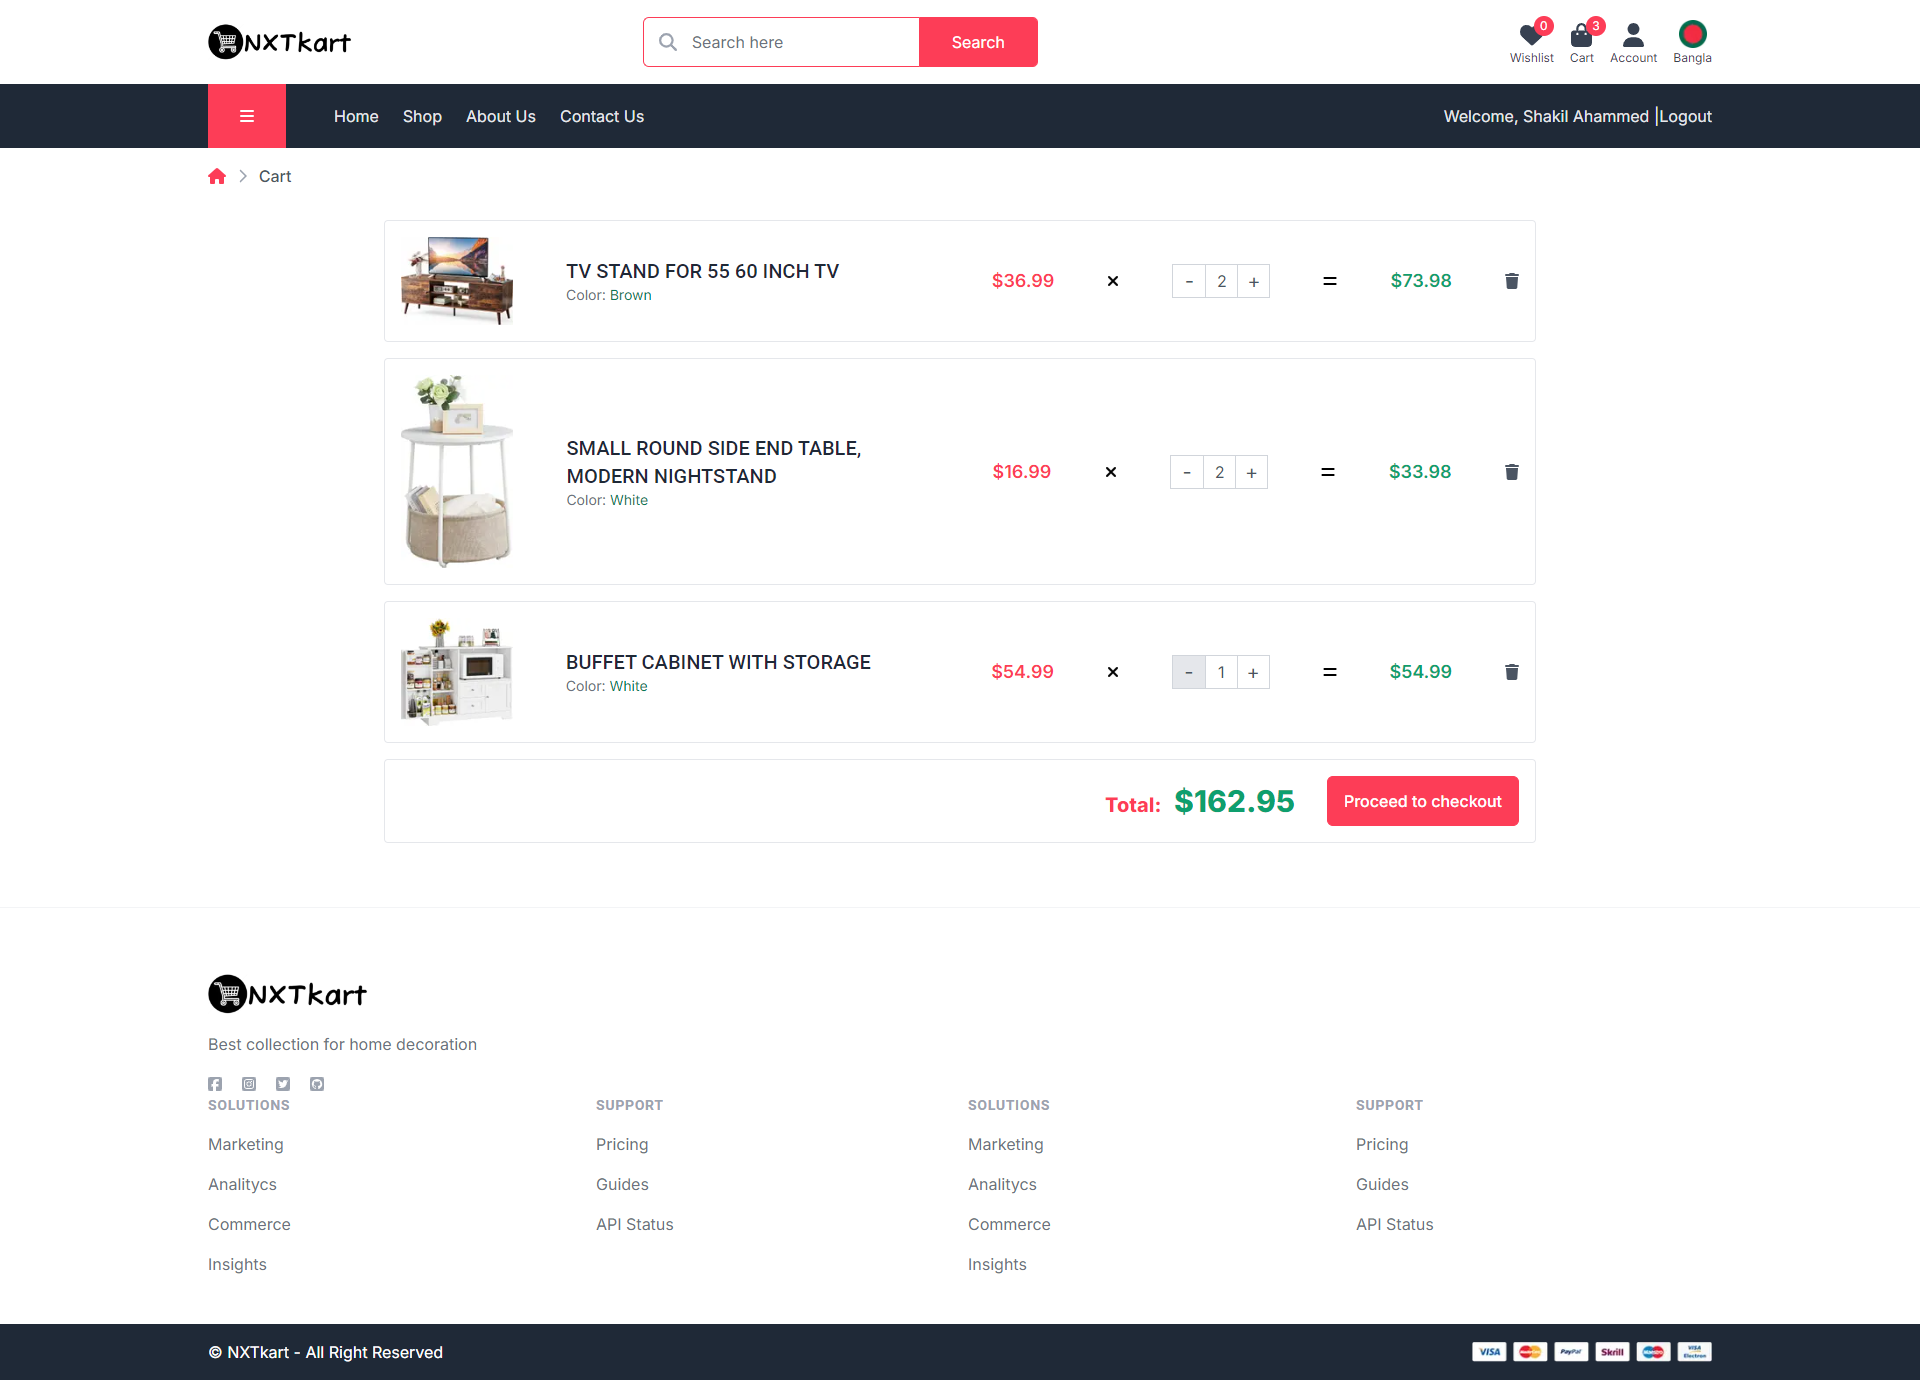 NXTkart
Search here
Search
0
3
Wishlist
Cart
Account
Bangla
Home
Shop
About Us
Contact Us
Welcome, Shakil Ahammed |Logout
Cart
TV STAND FOR 55 60 INCH TV
Color: Brown
$36.99
-
2
+
=
$73.98
SMALL ROUND SIDE END TABLE,
MODERN NIGHTSTAND
Color: White
$16.99
-
2
+
=
$33.98
BUFFET CABINET WITH STORAGE
Color: White
$54.99
-
1
+
=
$54.99
Total: $162.95
Proceed to checkout
NXTkart
Best collection for home decoration
SOLUTIONS
Marketing
Analitycs
Commerce
Insights
SUPPORT
Pricing
Guides
API Status
SOLUTIONS
Marketing
Analitycs
Commerce
Insights
SUPPORT
Pricing
Guides
API Status
© NXTkart - All Right Reserved
VISA
MasterCard
PayPal
Skrill
Maestro
VISA
Electron